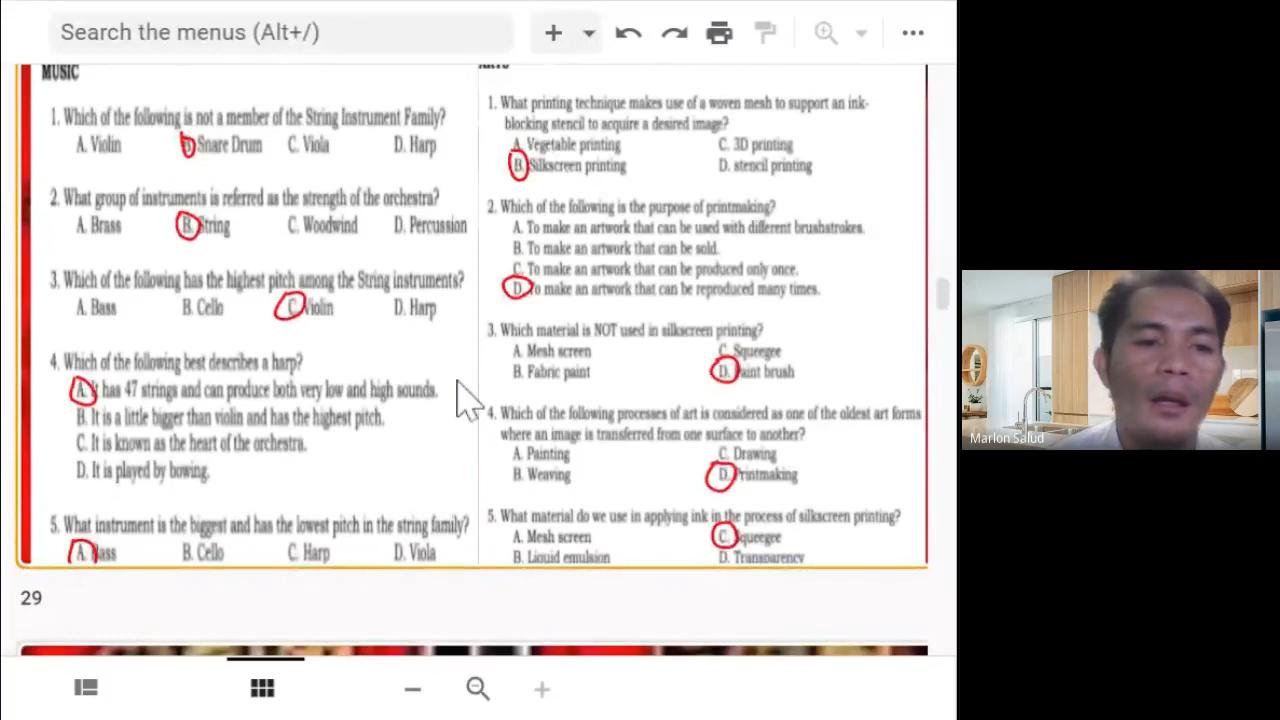 Search the menus (Alt+/)
MUSIC
1. Which of the following is not a member of the String Instrument Family?
A. Violin B. Snare Drum C. Viola D. Harp
2. What group of instruments is referred as the strength of the orchestra?
A. Brass B. String C. Woodwind D. Percussion
3. Which of the following has the highest pitch among the String instruments?
A. Bass B. Cello C. Violin D. Harp
4. Which of the following best describes a harp?
A. It has 47 strings and can produce both very low and high sounds.
B. It is a little bigger than violin and has the highest pitch.
C. It is known as the heart of the orchestra.
D. It is played by bowing.
5. What instrument is the biggest and has the lowest pitch in the string family?
A. Bass B. Cello C. Harp D. Viola
ARTS
1. What printing technique makes use of a woven mesh to support an ink-
blocking stencil to acquire a desired image?
A. Vegetable printing C. 3D printing
B. Silkscreen printing D. stencil printing
2. Which of the following is the purpose of printmaking?
A. To make an artwork that can be used with different brushstrokes.
B. To make an artwork that can be sold.
C. To make an artwork that can be produced only once.
D. To make an artwork that can be reproduced many times.
3. Which material is NOT used in silkscreen printing?
A. Mesh screen C. Squeegee
B. Fabric paint D. Paint brush
4. Which of the following processes of art is considered as one of the oldest art forms
where an image is transferred from one surface to another?
A. Painting C. Drawing
B. Weaving D. Printmaking
5. What material do we use in applying ink in the process of silkscreen printing?
A. Mesh screen C. Squeegee
B. Liquid emulsion D. Transparency
29
Marlon Salud